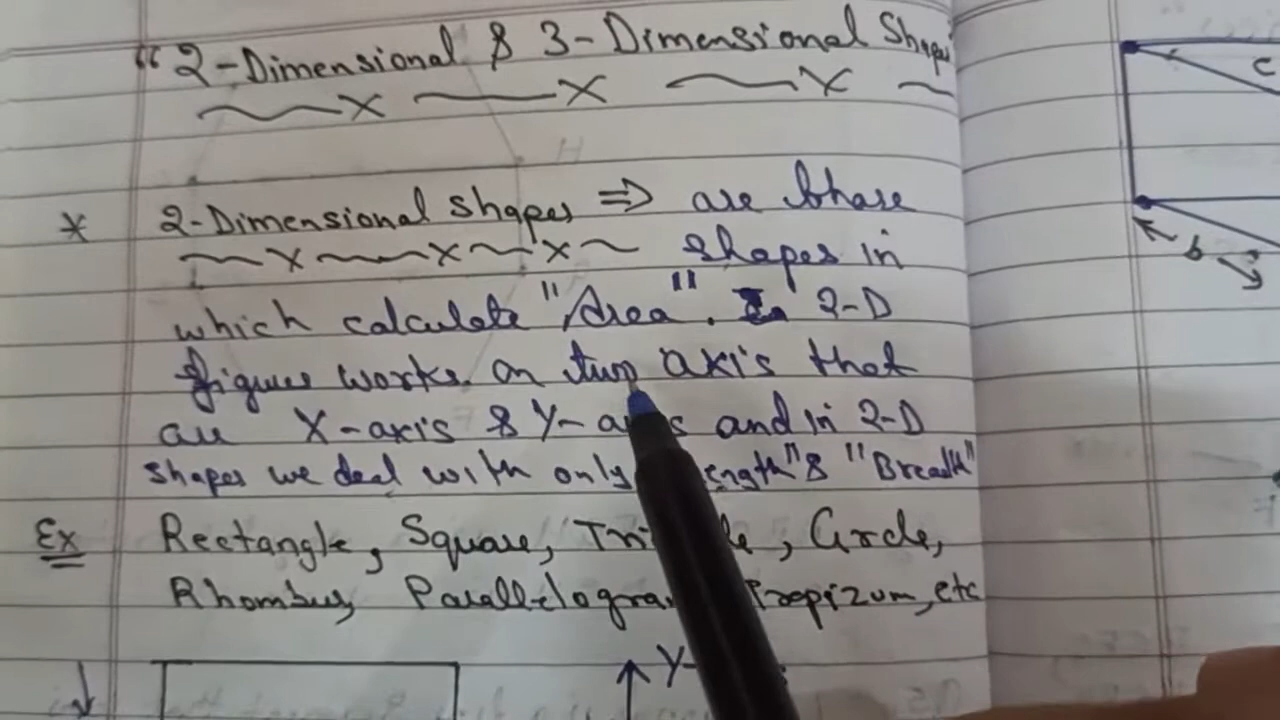 "2-Dimensional & 3-Dimensional Shapes
* 2-Dimensional shapes ⇒ are those
shapes in
which calculate "Area". In 2-D
figures works on two axis that
are X-axis & Y-axis and in 2-D
shapes we deal with only "Length" & "Breadth"
Ex Rectangle, Square, Triangle, Circle,
Rhombus, Parallelogram, Trapizum, etc
Y-
c
b